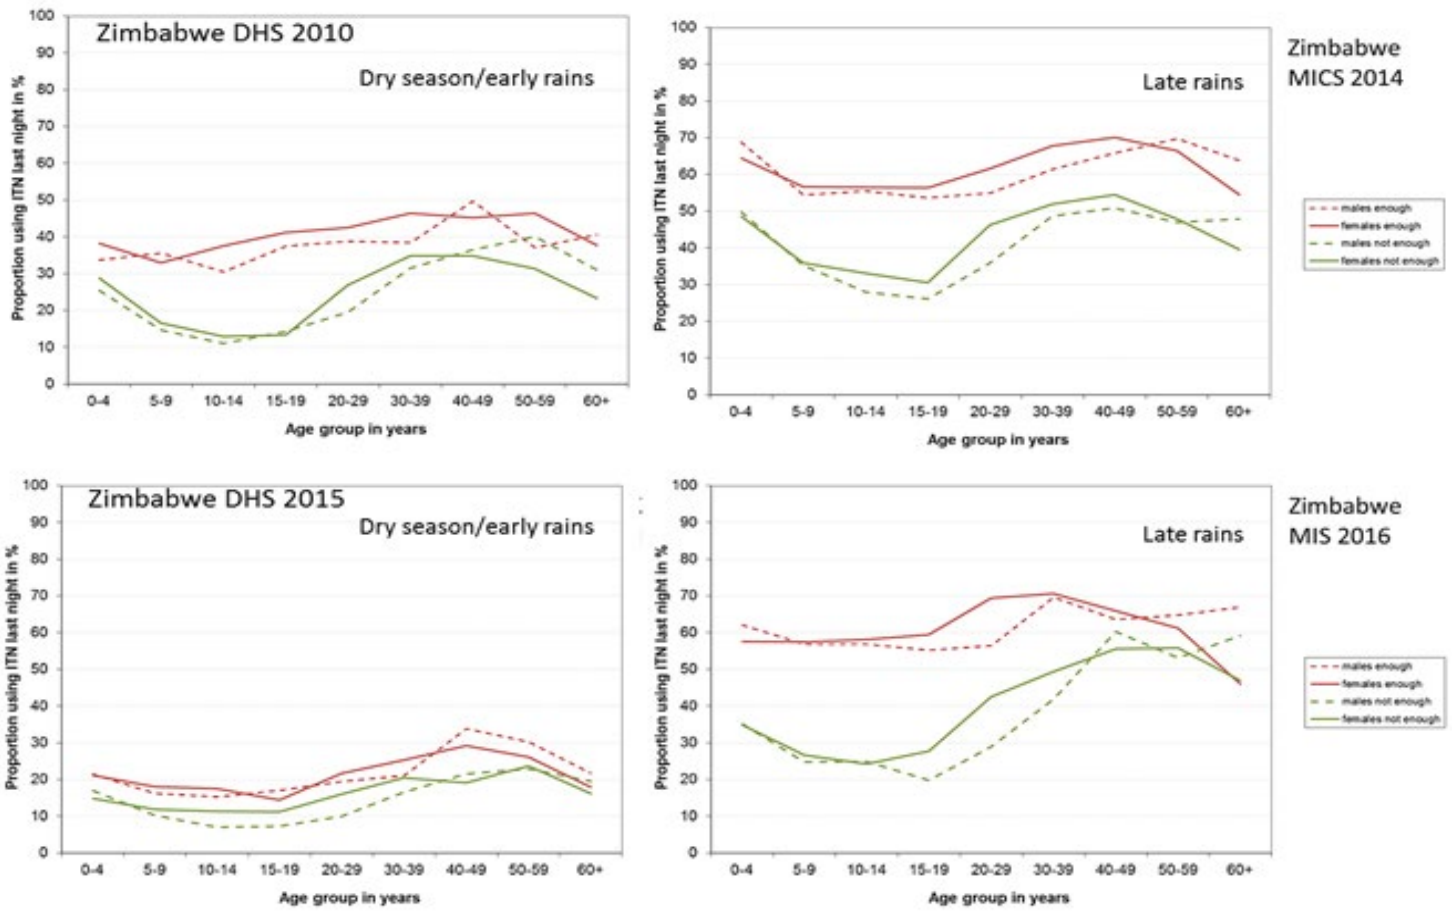 Zimbabwe DHS 2010
Dry season/early rains
Proportion using ITN last night in %
100
90
80
70
60
50
40
30
20
10
0
0-4 5-9 10-14 15-19 20-29 30-39 40-49 50-59 60+
Age group in years
Zimbabwe
MICS 2014
Late rains
Proportion using ITN last night in %
100
90
80
70
60
50
40
30
20
10
0
0-4 5-9 10-14 15-19 20-29 30-39 40-49 50-59 60+
Age group in years
males enough
females enough
males not enough
females not enough
Zimbabwe DHS 2015
Dry season/early rains
Proportion using ITN last night in %
100
90
80
70
60
50
40
30
20
10
0
0-4 5-9 10-14 15-19 20-29 30-39 40-49 50-59 60+
Age group in years
Zimbabwe
MIS 2016
Late rains
Proportion using ITN last night in %
100
90
80
70
60
50
40
30
20
10
0
0-4 5-9 10-14 15-19 20-29 30-39 40-49 50-59 60+
Age group in years
males enough
females enough
males not enough
females not enough